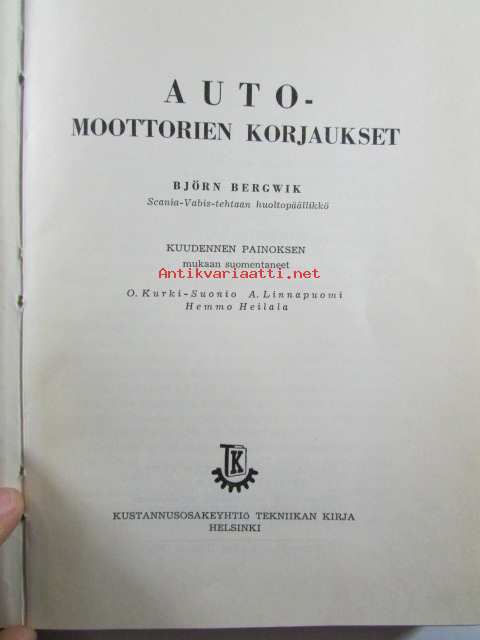 AUTO-
MOOTTORIEN KORJAUKSET
BJÖRN BERGWIK
Scania-Vabis-tehtaan huoltopäällikkö
KUUDENNEN PAINOKSEN
mukaan suomentaneet
Antikvariaatti.net
O. Kurki-Suonio A. Linnapuomi
Hemmo Heilala
TK
KUSTANNUSOSAKEYHTIÖ TEKNIIKAN KIRJA
HELSINKI